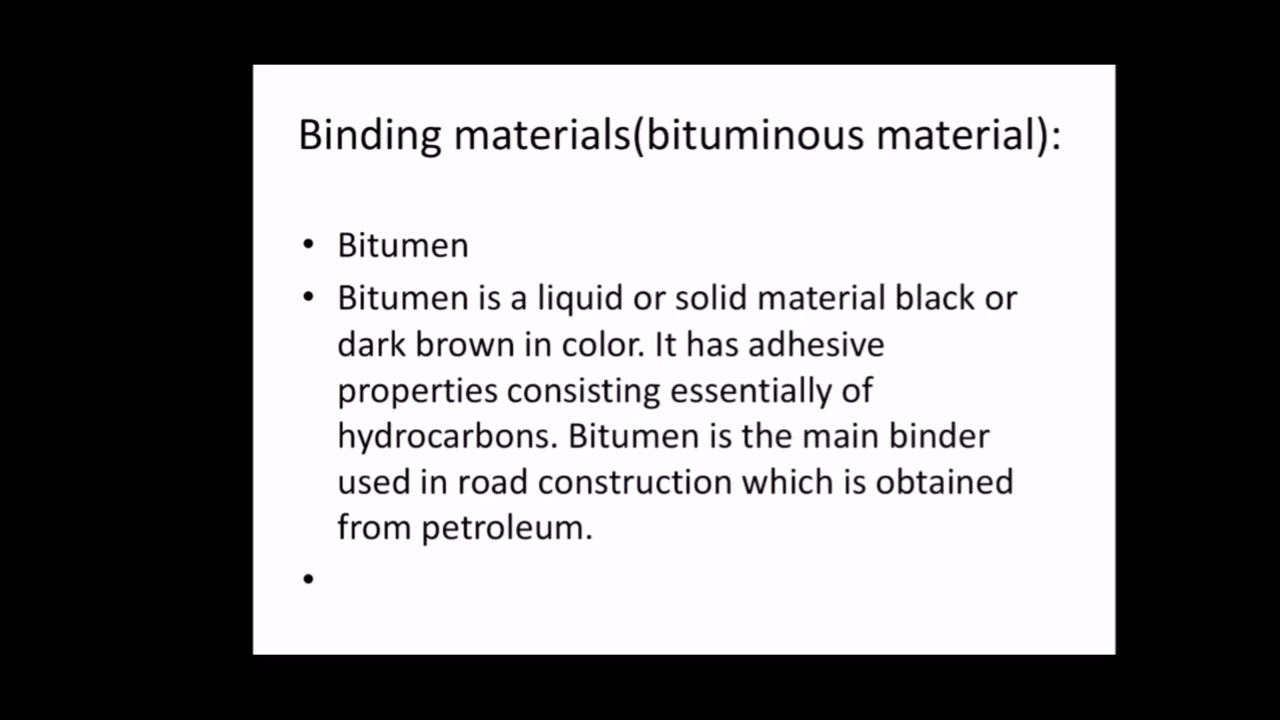 Binding materials(bituminous material):
• Bitumen
• Bitumen is a liquid or solid material black or
dark brown in color. It has adhesive
properties consisting essentially of
hydrocarbons. Bitumen is the main binder
used in road construction which is obtained
from petroleum.
•